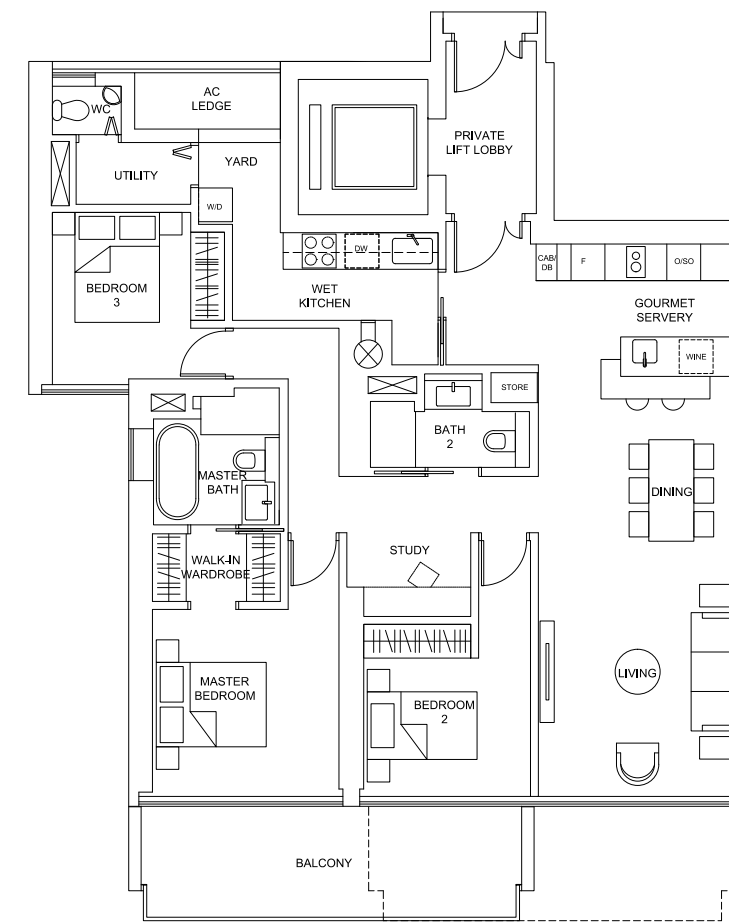 AC
LEDGE
WC
PRIVATE
LIFT LOBBY
YARD
UTILITY
W/D
DW
CAB/
DB
F
O/SO
BEDROOM
3
WET
KITCHEN
GOURMET
SERVERY
WINE
STORE
BATH
2
MASTER
BATH
DINING
STUDY
WALK-IN
WARDROBE
LIVING
MASTER
BEDROOM
BEDROOM
2
BALCONY